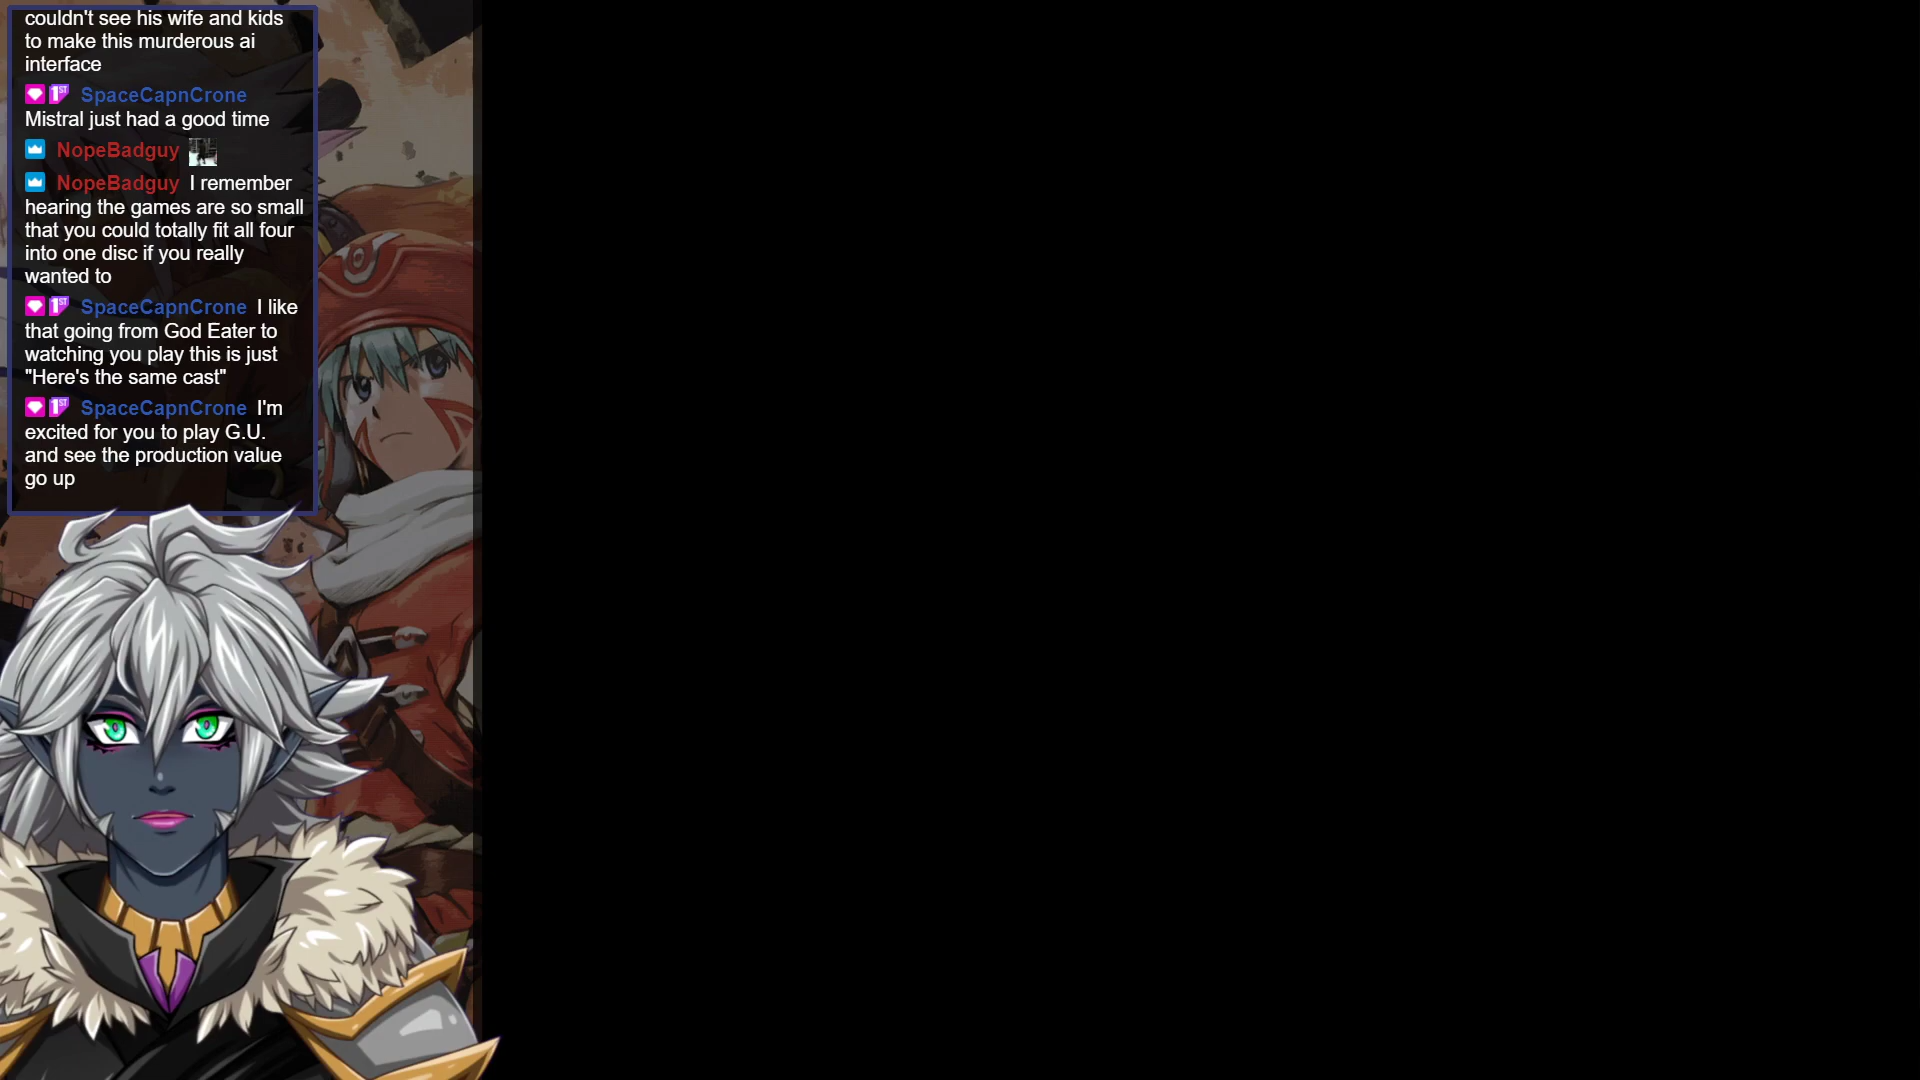 couldn't see his wife and kids
to make this murderous ai
interface
1ST SpaceCapnCrone
Mistral just had a good time
NopeBadguy
NopeBadguy I remember
hearing the games are so small
that you could totally fit all four
into one disc if you really
wanted to
1ST SpaceCapnCrone I like
that going from God Eater to
watching you play this is just
"Here's the same cast"
1ST SpaceCapnCrone I'm
excited for you to play G.U.
and see the production value
go up